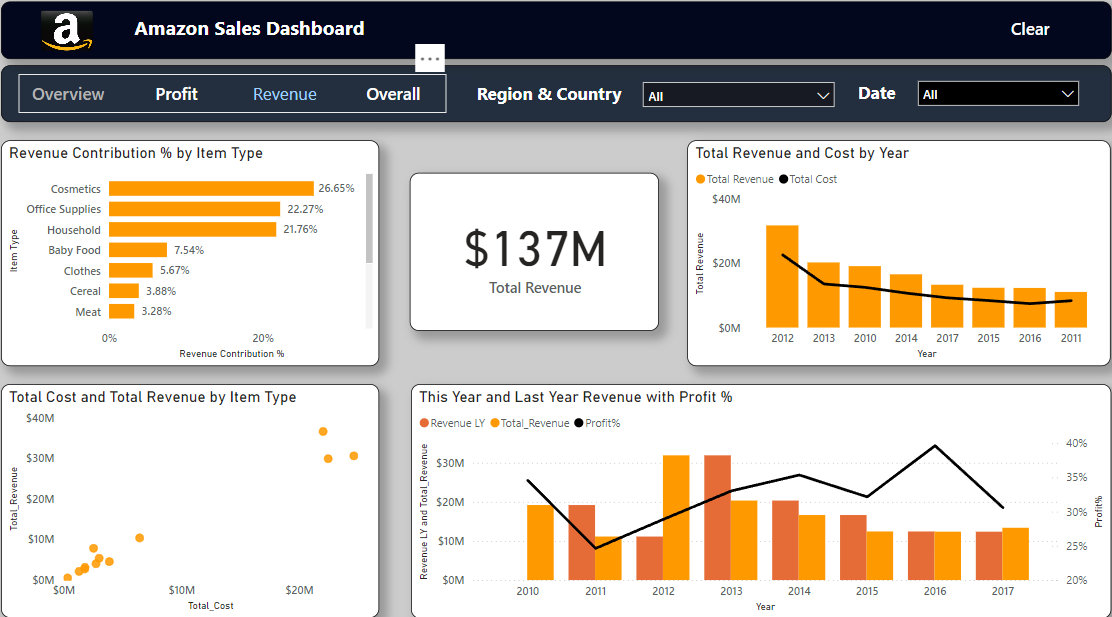 a
Amazon Sales Dashboard
Clear
...
Overview Profit Revenue Overall
Region & Country
All
Date
All
Revenue Contribution % by Item Type
Item Type
Cosmetics 26.65%
Office Supplies 22.27%
Household 21.76%
Baby Food 7.54%
Clothes 5.67%
Cereal 3.88%
Meat 3.28%
0% 20%
Revenue Contribution %
$137M
Total Revenue
Total Revenue and Cost by Year
Total Revenue Total Cost
Total Revenue
$40M
$20M
$0M
2012 2013 2010 2014 2017 2015 2016 2011
Year
Total Cost and Total Revenue by Item Type
Total_Revenue
$40M
$30M
$20M
$10M
$0M
$0M $10M $20M
Total_Cost
This Year and Last Year Revenue with Profit %
Revenue LY Total_Revenue Profit%
Revenue LY and Total_Revenue
$30M
$20M
$10M
$0M
40%
35%
30%
25%
20%
Profit%
2010 2011 2012 2013 2014 2015 2016 2017
Year